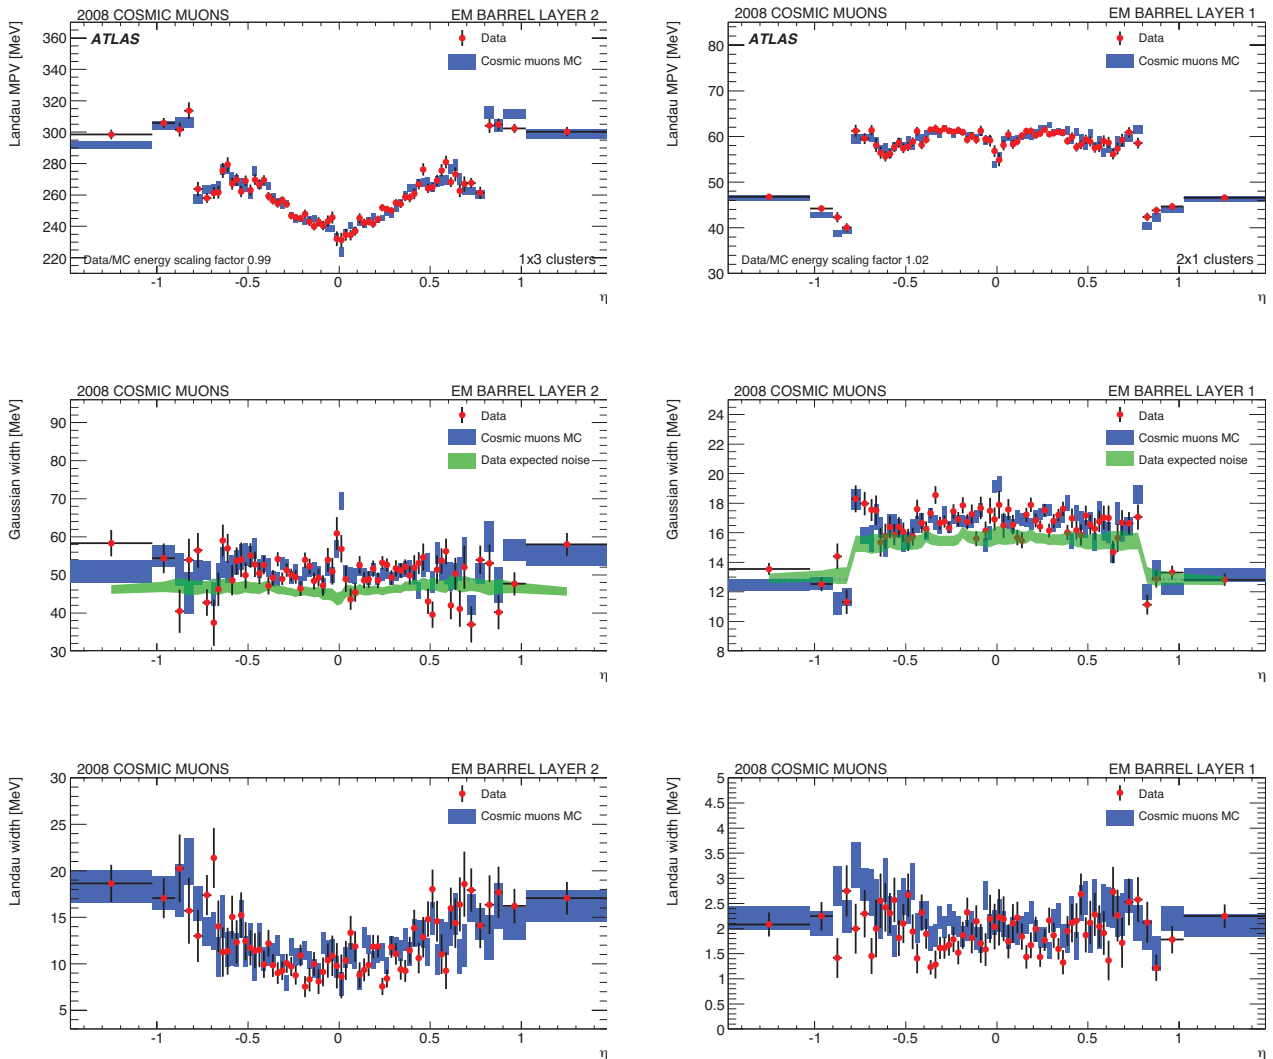 2008 COSMIC MUONS EM BARREL LAYER 2
Landau MPV [MeV]
360
340
320
300
280
260
240
220
ATLAS
Data
Cosmic muons MC
Data/MC energy scaling factor 0.99
1x3 clusters
-1 -0.5 0 0.5 1
η
2008 COSMIC MUONS EM BARREL LAYER 1
Landau MPV [MeV]
80
70
60
50
40
30
ATLAS
Data
Cosmic muons MC
Data/MC energy scaling factor 1.02
2x1 clusters
-1 -0.5 0 0.5 1
η
2008 COSMIC MUONS EM BARREL LAYER 2
Gaussian width [MeV]
90
80
70
60
50
40
30
Data
Cosmic muons MC
Data expected noise
-1 -0.5 0 0.5 1
η
2008 COSMIC MUONS EM BARREL LAYER 1
Gaussian width [MeV]
24
22
20
18
16
14
12
10
8
Data
Cosmic muons MC
Data expected noise
-1 -0.5 0 0.5 1
η
2008 COSMIC MUONS EM BARREL LAYER 2
Landau width [MeV]
30
25
20
15
10
5
Data
Cosmic muons MC
-1 -0.5 0 0.5 1
η
2008 COSMIC MUONS EM BARREL LAYER 1
Landau width [MeV]
5
4.5
4
3.5
3
2.5
2
1.5
1
0.5
0
Data
Cosmic muons MC
-1 -0.5 0 0.5 1
η